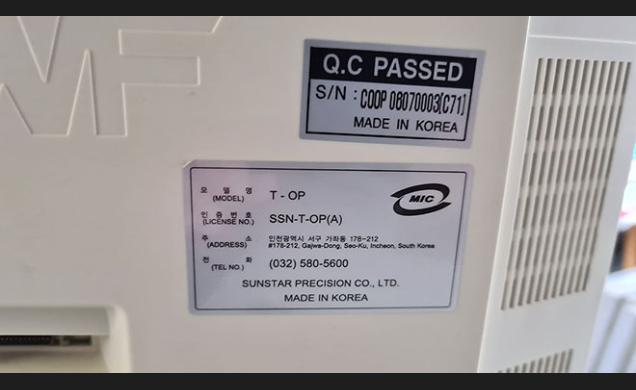 Q.C PASSED
S/N : COOP 08070003[C71]
MADE IN KOREA
모델명 (MODEL) T - OP
MIC
인증번호 (LICENSE NO.) SSN-T-OP(A)
주소 (ADDRESS) 인천광역시 서구 가좌동 178-212
#178-212, Gajwa-Dong, Seo-Ku, Incheon, South Korea
전화 (TEL NO.) (032) 580-5600
SUNSTAR PRECISION CO., LTD.
MADE IN KOREA